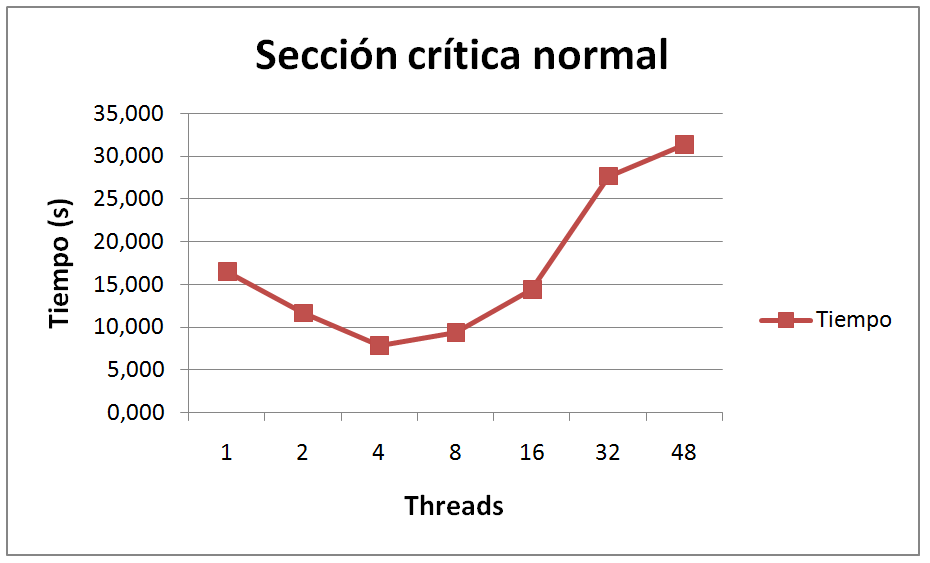 Sección crítica normal
35,000
30,000
25,000
20,000
15,000
10,000
5,000
0,000
Tiempo (s)
1 2 4 8 16 32 48
Threads
Tiempo